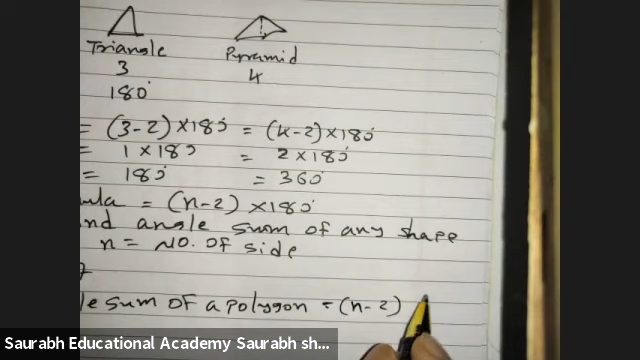 Triangle Pyramid
3 4
180°
= (3-2) ×180° = (4-2) ×180°
= 1 × 180 = 2 × 180°
= 180° = 360°
ula = (n-2) ×180°
nd angle sum of any shape
n = NO. of side
le sum of a polygon = (n-2)
Saurabh Educational Academy Saurabh sh...